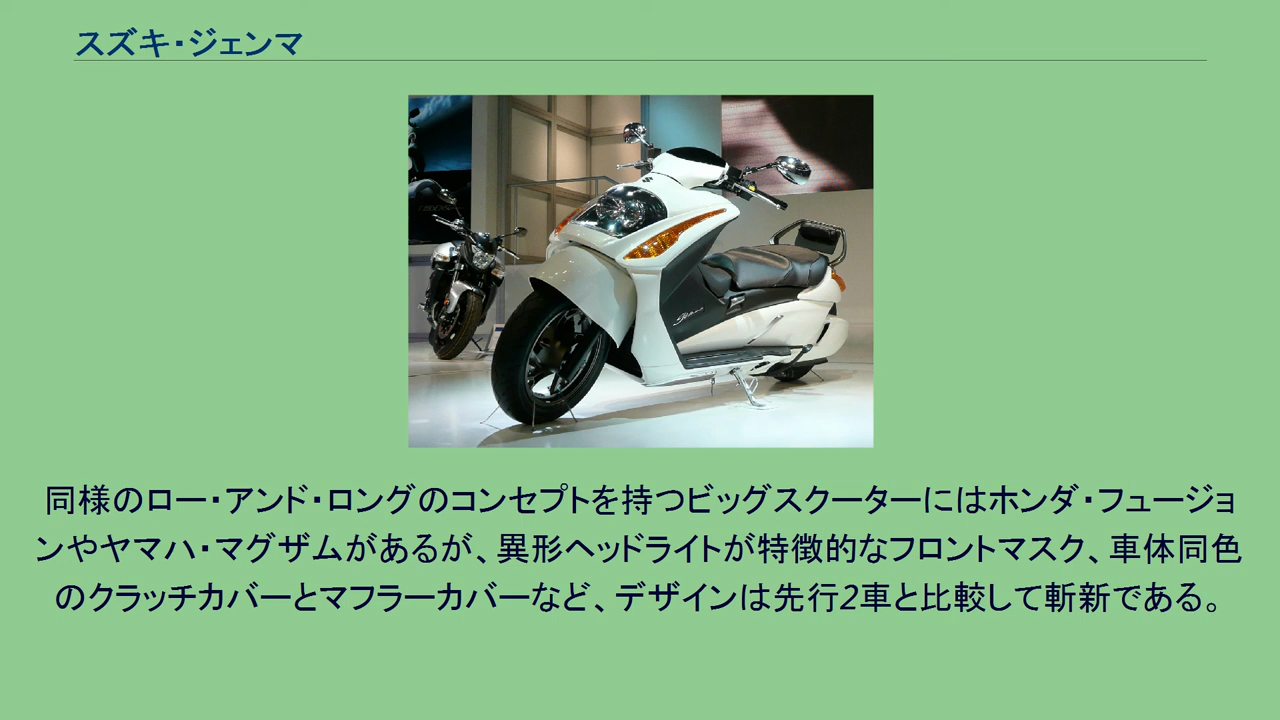 スズキ・ジェンマ
同様のロー・アンド・ロングのコンセプトを持つビッグスクーターにはホンダ・フュージョ
ンやヤマハ・マグザムがあるが、異形ヘッドライトが特徴的なフロントマスク、車体同色
のクラッチカバーとマフラーカバーなど、デザインは先行2車と比較して斬新である。